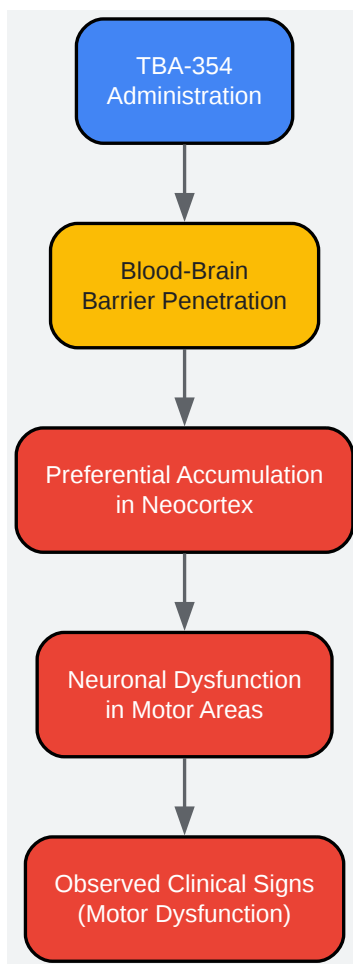 TBA-354
Administration
Blood-Brain
Barrier Penetration
Preferential Accumulation
in Neocortex
Neuronal Dysfunction
in Motor Areas
Observed Clinical Signs
(Motor Dysfunction)